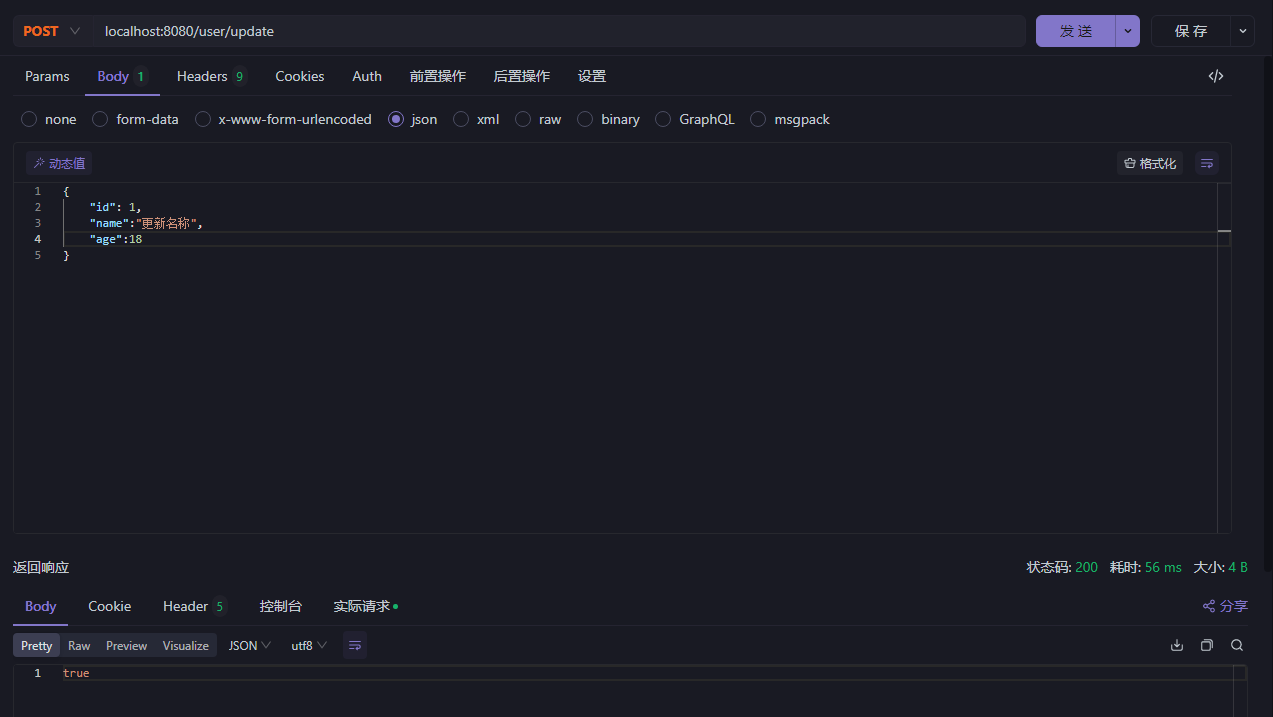 POST localhost:8080/user/update 发 送 保 存
Params Body 1 Headers 9 Cookies Auth 前置操作 后置操作 设置 </>
none form-data x-www-form-urlencoded json xml raw binary GraphQL msgpack
动态值 格式化
1 {
2 "id": 1,
3 "name":"更新名称",
4 "age":18
5 }
返回响应 状态码: 200 耗时: 56 ms 大小: 4 B
Body Cookie Header 5 控制台 实际请求 分享
Pretty Raw Preview Visualize JSON utf8
1 true